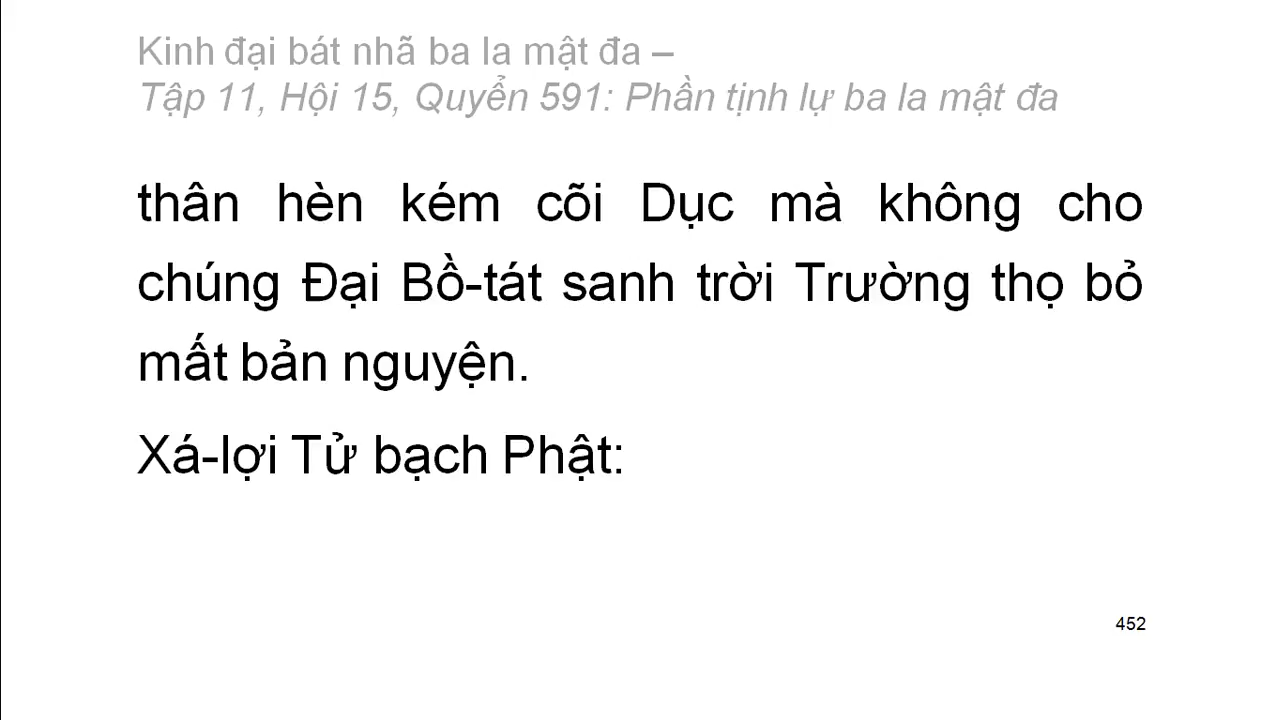 Kinh đại bát nhã ba la mật đa –
Tập 11, Hội 15, Quyển 591: Phần tịnh lự ba la mật đa
thân hèn kém cõi Dục mà không cho
chúng Đại Bồ-tát sanh trời Trường thọ bỏ
mất bản nguyện.
Xá-lợi Tử bạch Phật:
452